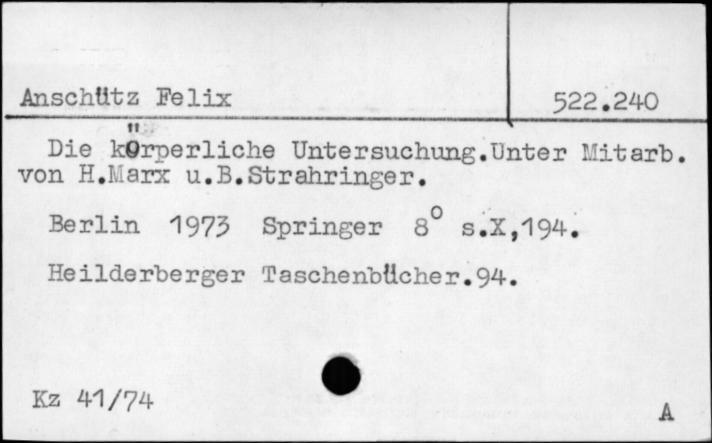 Anschütz Felix 522.240
Die körperliche Untersuchung.Unter Mitarb.
von H.Marx u.B.Strahringer.
Berlin 1973 Springer 8° s.X,194.
Heilderberger Taschenbücher.94.
Kz 41/74
A